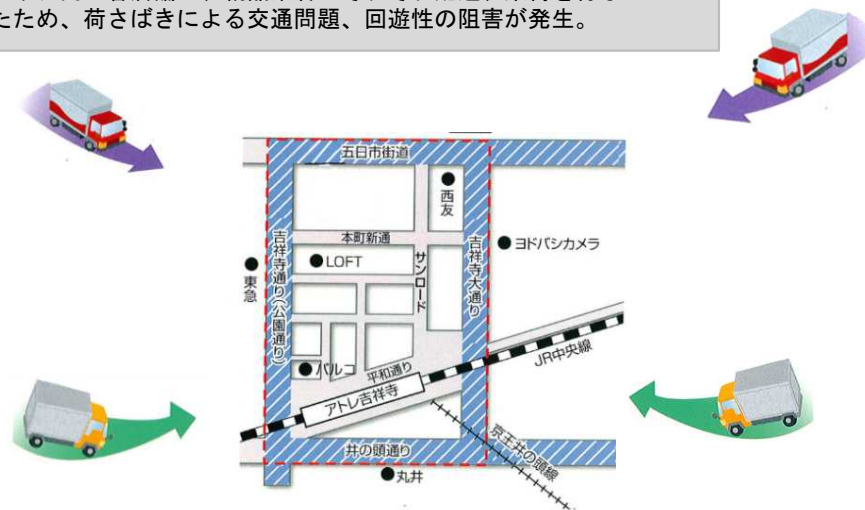 たため、荷さばきによる交通問題、回遊性の阻害が発生。
五日市街道
西友
本町新通
ヨドバシカメラ
LOFT
サンロード
吉祥寺大通り
吉祥寺通り(公園通り)
東急
パルコ
平和通り
JR中央線
アトレ吉祥寺
井の頭通り
京王井の頭線
丸井